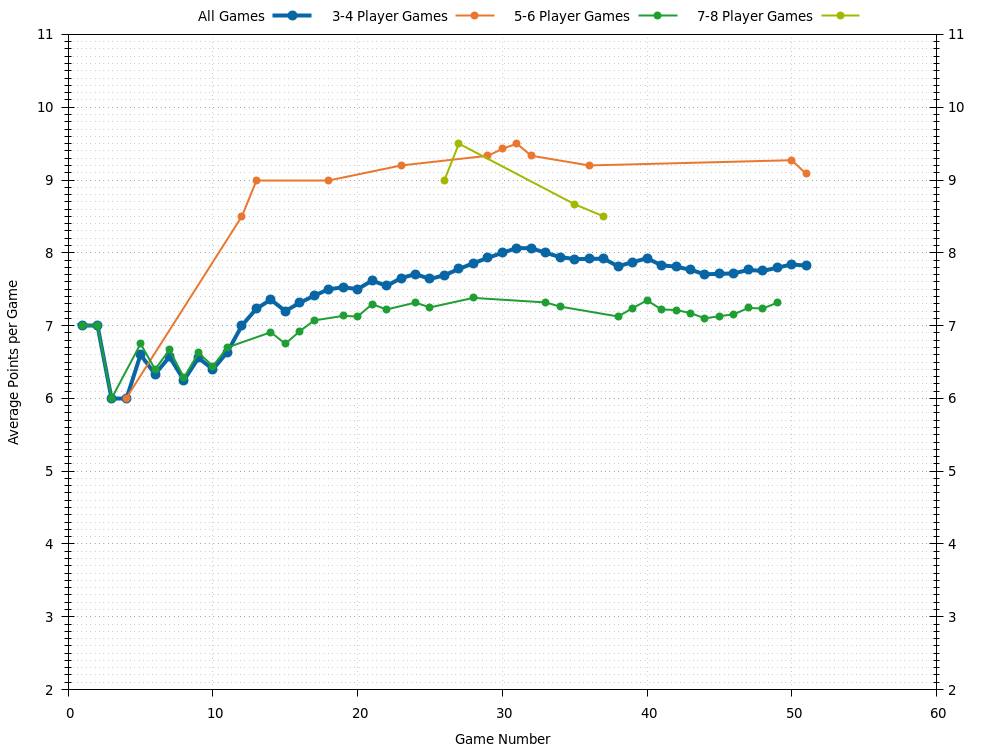 All Games 3-4 Player Games 5-6 Player Games 7-8 Player Games
11 11
10 10
9 9
8 8
7 7
6 6
5 5
4 4
3 3
2 2
Average Points per Game
0 10 20 30 40 50 60
Game Number